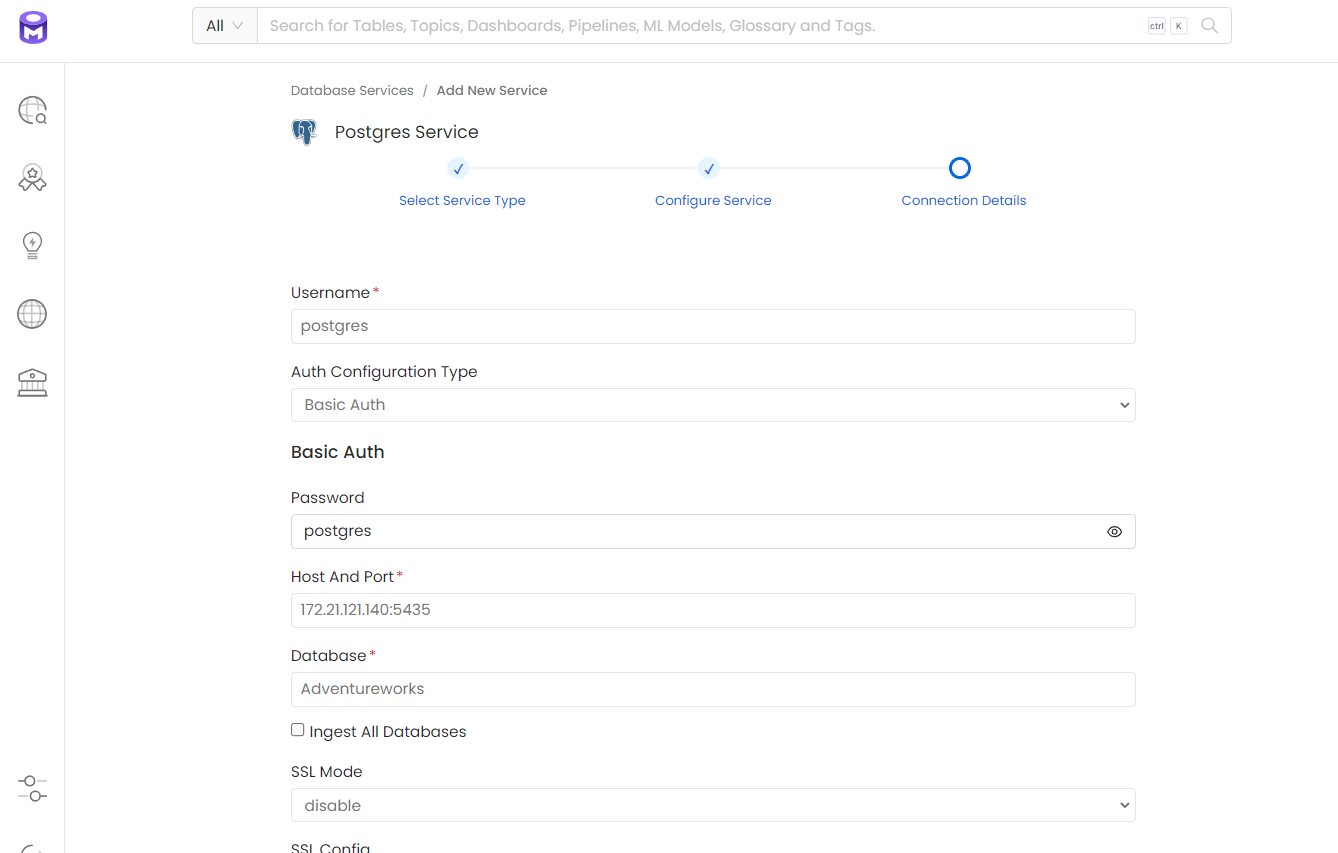 All
Search for Tables, Topics, Dashboards, Pipelines, ML Models, Glossary and Tags.
ctrl K
Database Services / Add New Service
Postgres Service
Select Service Type
Configure Service
Connection Details
Username*
postgres
Auth Configuration Type
Basic Auth
Basic Auth
Password
postgres
Host And Port*
172.21.121.140:5435
Database*
Adventureworks
Ingest All Databases
SSL Mode
disable
SSL Config